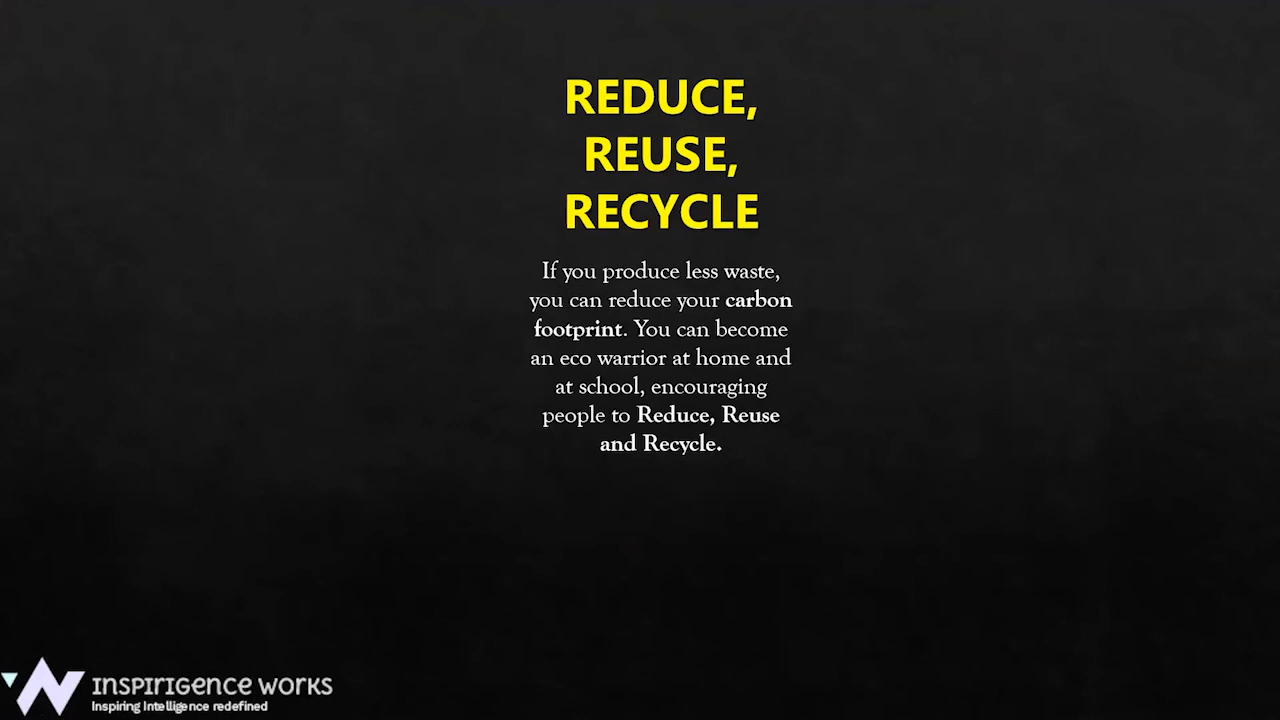 REDUCE,
REUSE,
RECYCLE
If you produce less waste,
you can reduce your carbon
footprint. You can become
an eco warrior at home and
at school, encouraging
people to Reduce, Reuse
and Recycle.
INSPIRIGENCE WORKS
Inspiring Intelligence redefined